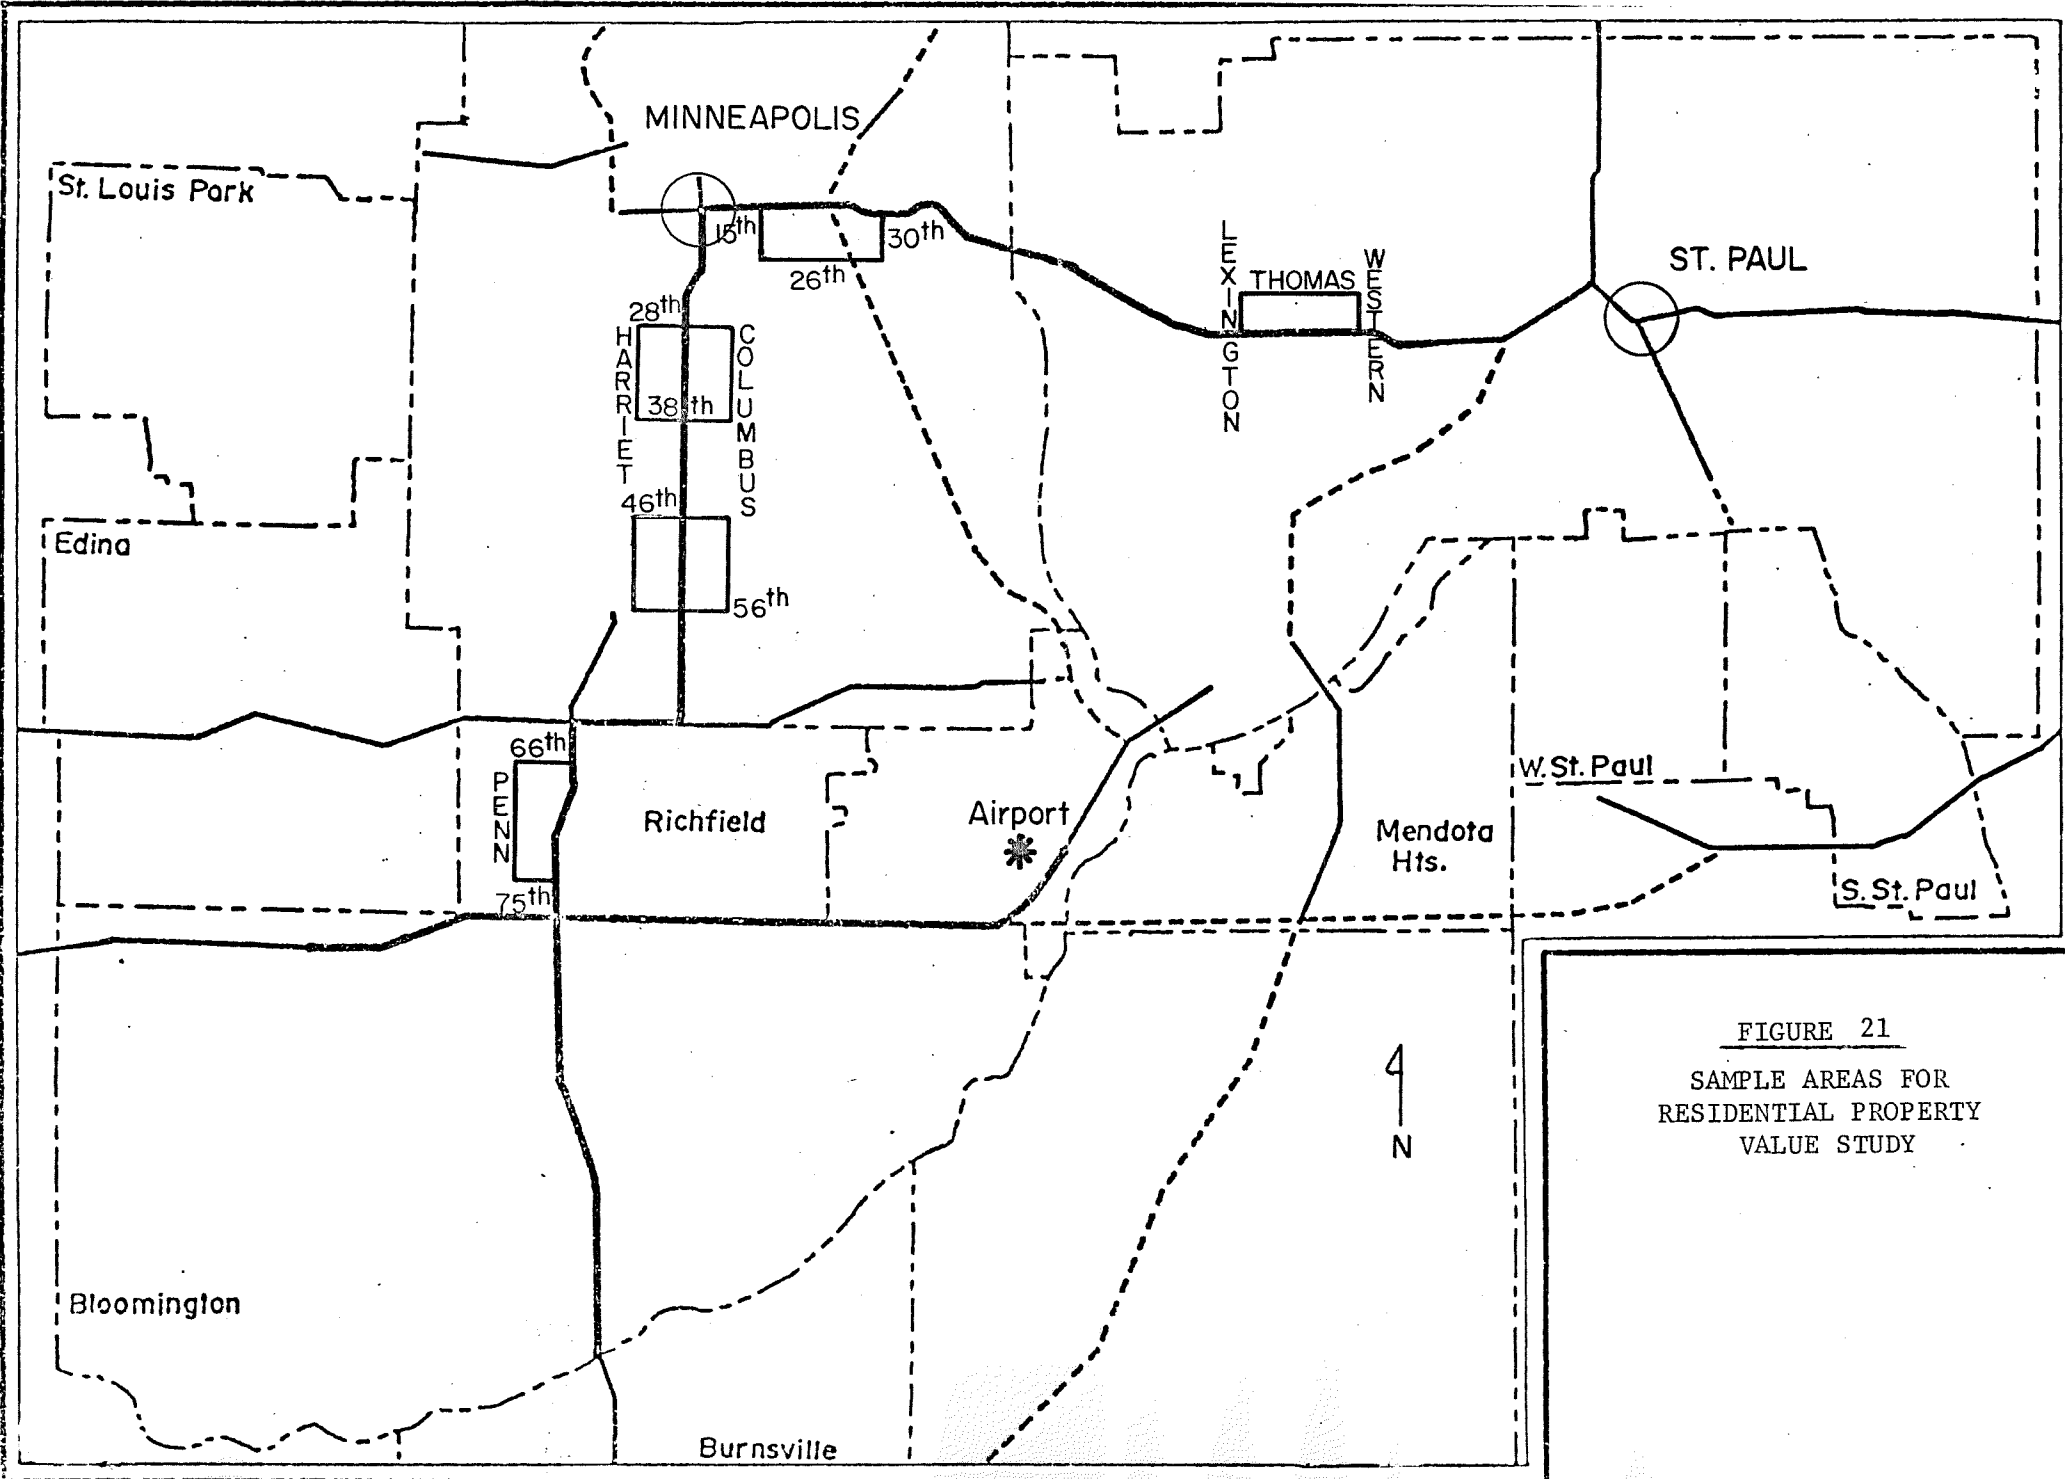 MINNEAPOLIS
St. Louis Park
15th
30th
26th
LEXINGTON
THOMAS
WESTERN
ST. PAUL
28th
HARRIET
COLUMBUS
38th
46th
Edina
56th
66th
PENN
75th
Richfield
Airport
W. St. Paul
Mendota
Hts.
S. St. Paul
N
Bloomington
Burnsville
FIGURE 21
SAMPLE AREAS FOR
RESIDENTIAL PROPERTY
VALUE STUDY